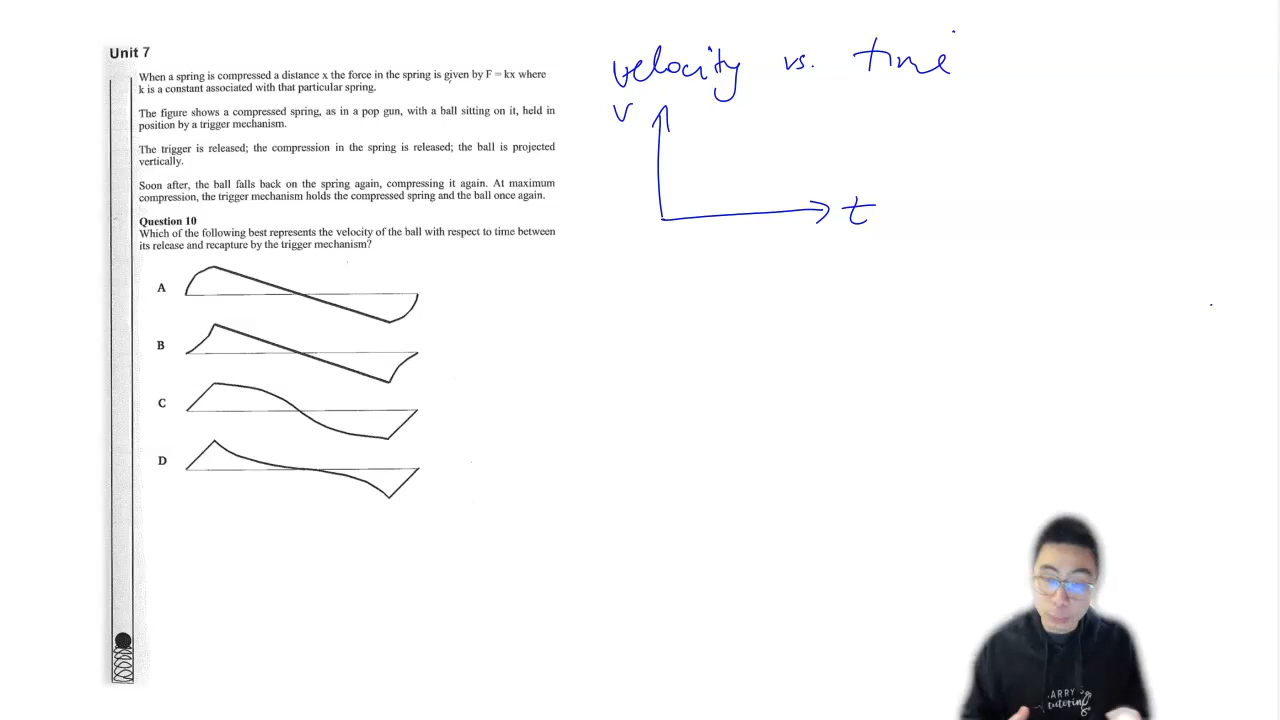 Unit 7
When a spring is compressed a distance x the force in the spring is given by F = kx where
k is a constant associated with that particular spring.
The figure shows a compressed spring, as in a pop gun, with a ball sitting on it, held in
position by a trigger mechanism.
The trigger is released; the compression in the spring is released; the ball is projected
vertically.
Soon after, the ball falls back on the spring again, compressing it again. At maximum
compression, the trigger mechanism holds the compressed spring and the ball once again.
Question 10
Which of the following best represents the velocity of the ball with respect to time between
its release and recapture by the trigger mechanism?
A
B
C
D
velocity vs. time
v
t
ARRY
tutoring